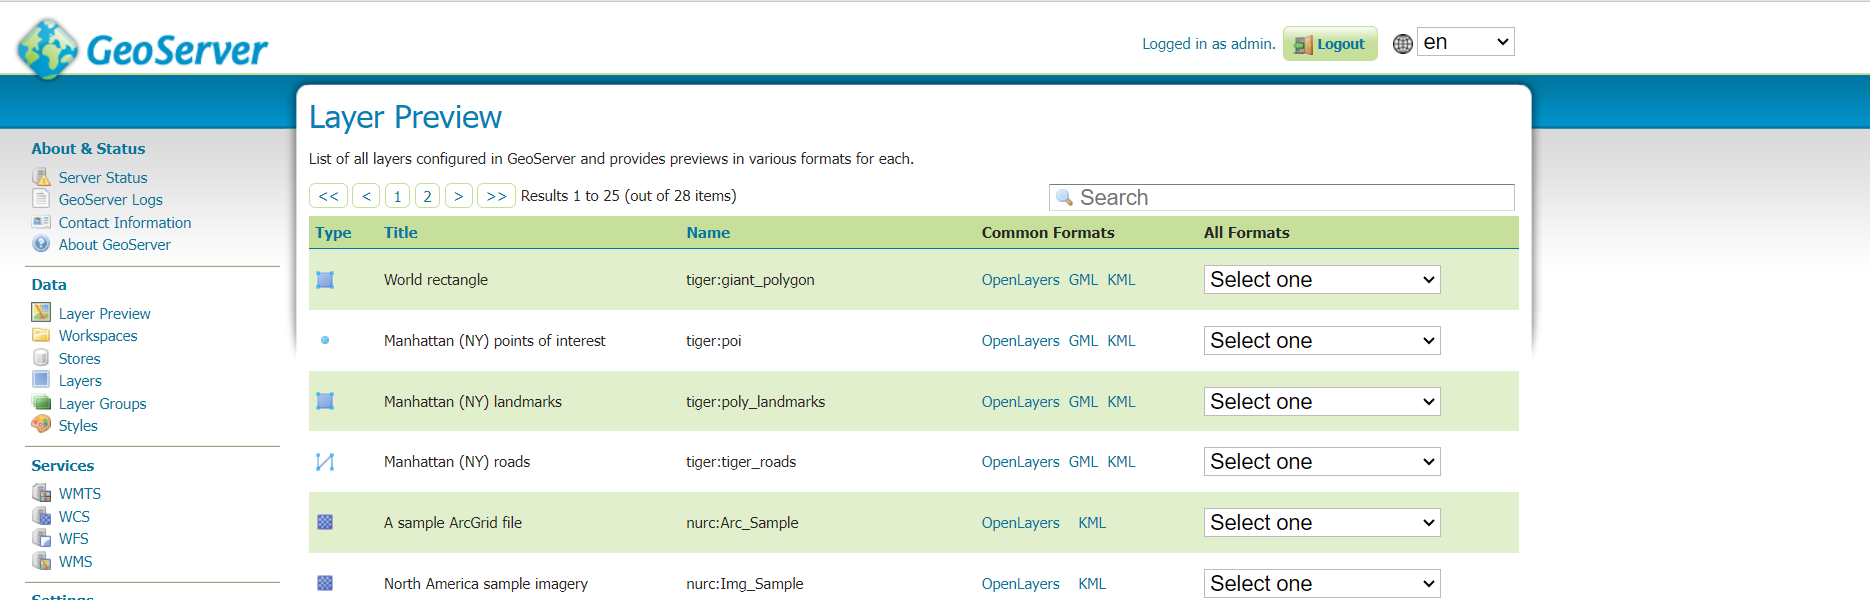 GeoServer
Logged in as admin. Logout en
Layer Preview
List of all layers configured in GeoServer and provides previews in various formats for each.
<< < 1 2 > >> Results 1 to 25 (out of 28 items) Search
Type Title Name Common Formats All Formats
World rectangle tiger:giant_polygon OpenLayers GML KML Select one
Manhattan (NY) points of interest tiger:poi OpenLayers GML KML Select one
Manhattan (NY) landmarks tiger:poly_landmarks OpenLayers GML KML Select one
Manhattan (NY) roads tiger:tiger_roads OpenLayers GML KML Select one
A sample ArcGrid file nurc:Arc_Sample OpenLayers KML Select one
North America sample imagery nurc:Img_Sample OpenLayers KML Select one
About & Status
Server Status
GeoServer Logs
Contact Information
About GeoServer
Data
Layer Preview
Workspaces
Stores
Layers
Layer Groups
Styles
Services
WMTS
WCS
WFS
WMS
Settings